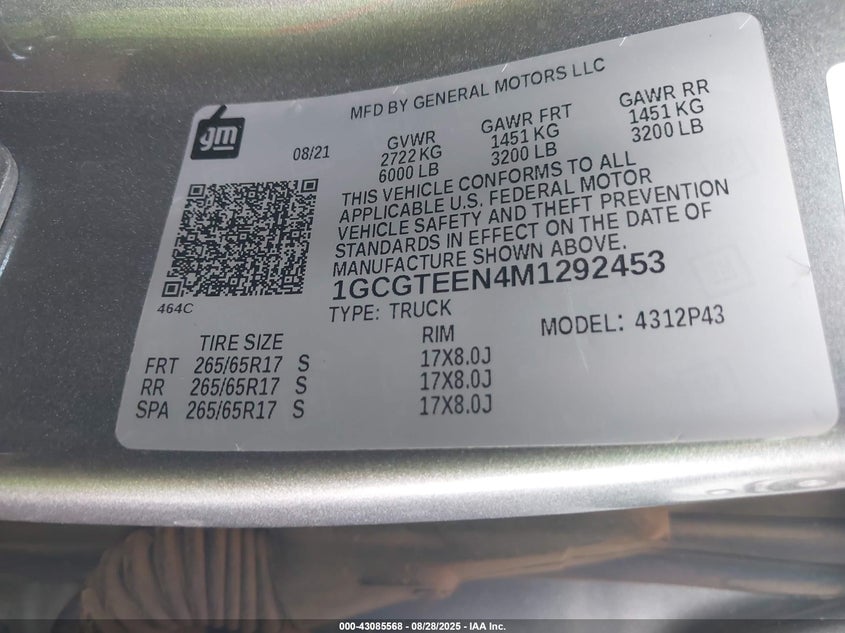 MFD BY GENERAL MOTORS LLC
gm
08/21
GVWR
2722 KG
6000 LB
GAWR FRT
1451 KG
3200 LB
GAWR RR
1451 KG
3200 LB
THIS VEHICLE CONFORMS TO ALL
APPLICABLE U.S. FEDERAL MOTOR
VEHICLE SAFETY AND THEFT PREVENTION
STANDARDS IN EFFECT ON THE DATE OF
MANUFACTURE SHOWN ABOVE.
1GCGTEEN4M1292453
464C
TYPE: TRUCK
MODEL: 4312P43
TIRE SIZE RIM
FRT 265/65R17 S 17X8.0J
RR 265/65R17 S 17X8.0J
SPA 265/65R17 S 17X8.0J
000-43085568 - 08/28/2025 - IAA Inc.